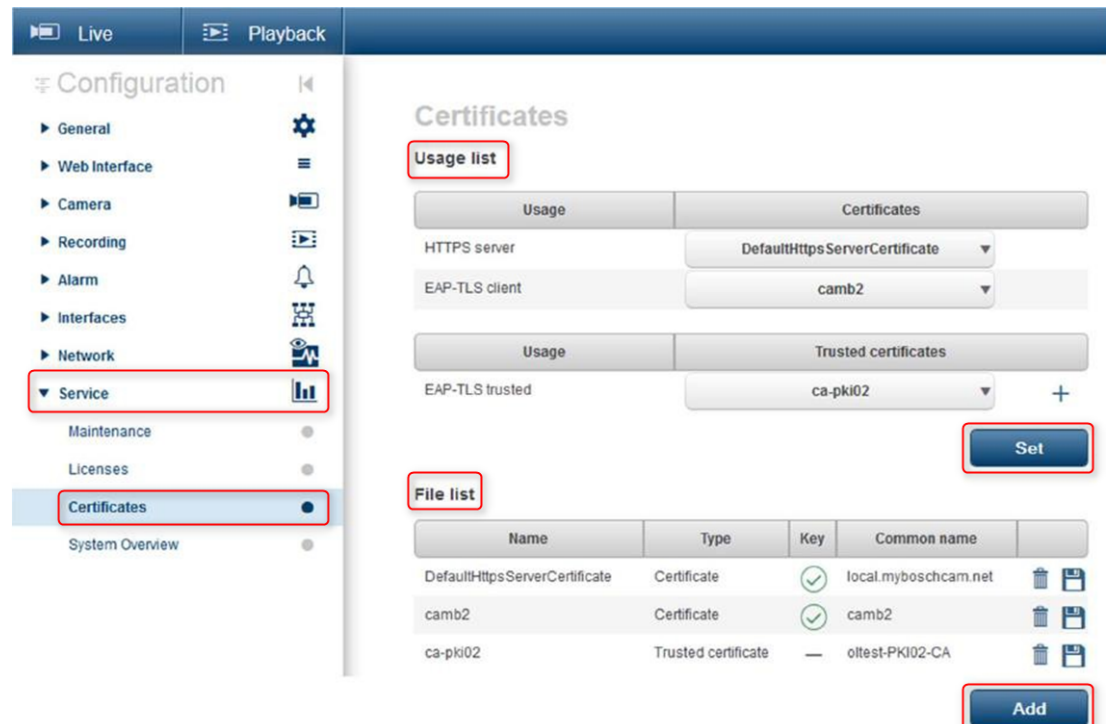 Live Playback
Configuration
General
Web Interface
Camera
Recording
Alarm
Interfaces
Network
Service
Maintenance
Licenses
Certificates
System Overview
Certificates
Usage list
Usage Certificates
HTTPS server DefaultHttpsServerCertificate
EAP-TLS client camb2
Usage Trusted certificates
EAP-TLS trusted ca-pki02 +
Set
File list
Name Type Key Common name
DefaultHttpsServerCertificate Certificate local.myboschcam.net
camb2 Certificate camb2
ca-pki02 Trusted certificate — oltest-PKI02-CA
Add